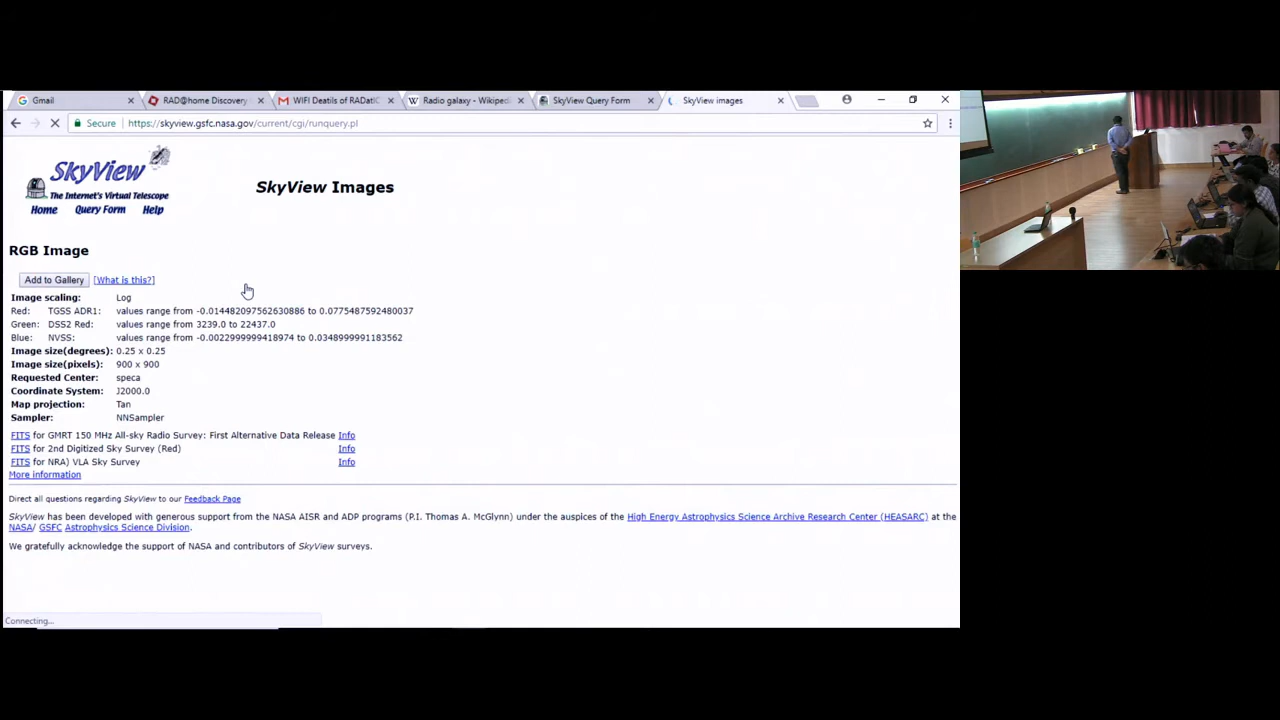 Gmail
RAD@home Discovery
WIFI Deatils of RADatIC
Radio galaxy - Wikiped
SkyView Query Form
SkyView images
Secure
https://skyview.gsfc.nasa.gov/current/cgi/runquery.pl
SkyView
The Internet's Virtual Telescope
Home Query Form Help
SkyView Images
RGB Image
Add to Gallery [What is this?]
Image scaling: Log
Red: TGSS ADR1: values range from -0.014482097562630886 to 0.0775487592480037
Green: DSS2 Red: values range from 3239.0 to 22437.0
Blue: NVSS: values range from -0.0022999999418974 to 0.0348999991183562
Image size(degrees): 0.25 x 0.25
Image size(pixels): 900 x 900
Requested Center: speca
Coordinate System: J2000.0
Map projection: Tan
Sampler: NNSampler
FITS for GMRT 150 MHz All-sky Radio Survey: First Alternative Data Release Info
FITS for 2nd Digitized Sky Survey (Red) Info
FITS for NRA) VLA Sky Survey Info
More information
Direct all questions regarding SkyView to our Feedback Page
SkyView has been developed with generous support from the NASA AISR and ADP programs (P.I. Thomas A. McGlynn) under the auspices of the High Energy Astrophysics Science Archive Research Center (HEASARC) at the
NASA/ GSFC Astrophysics Science Division.
We gratefully acknowledge the support of NASA and contributors of SkyView surveys.
Connecting...